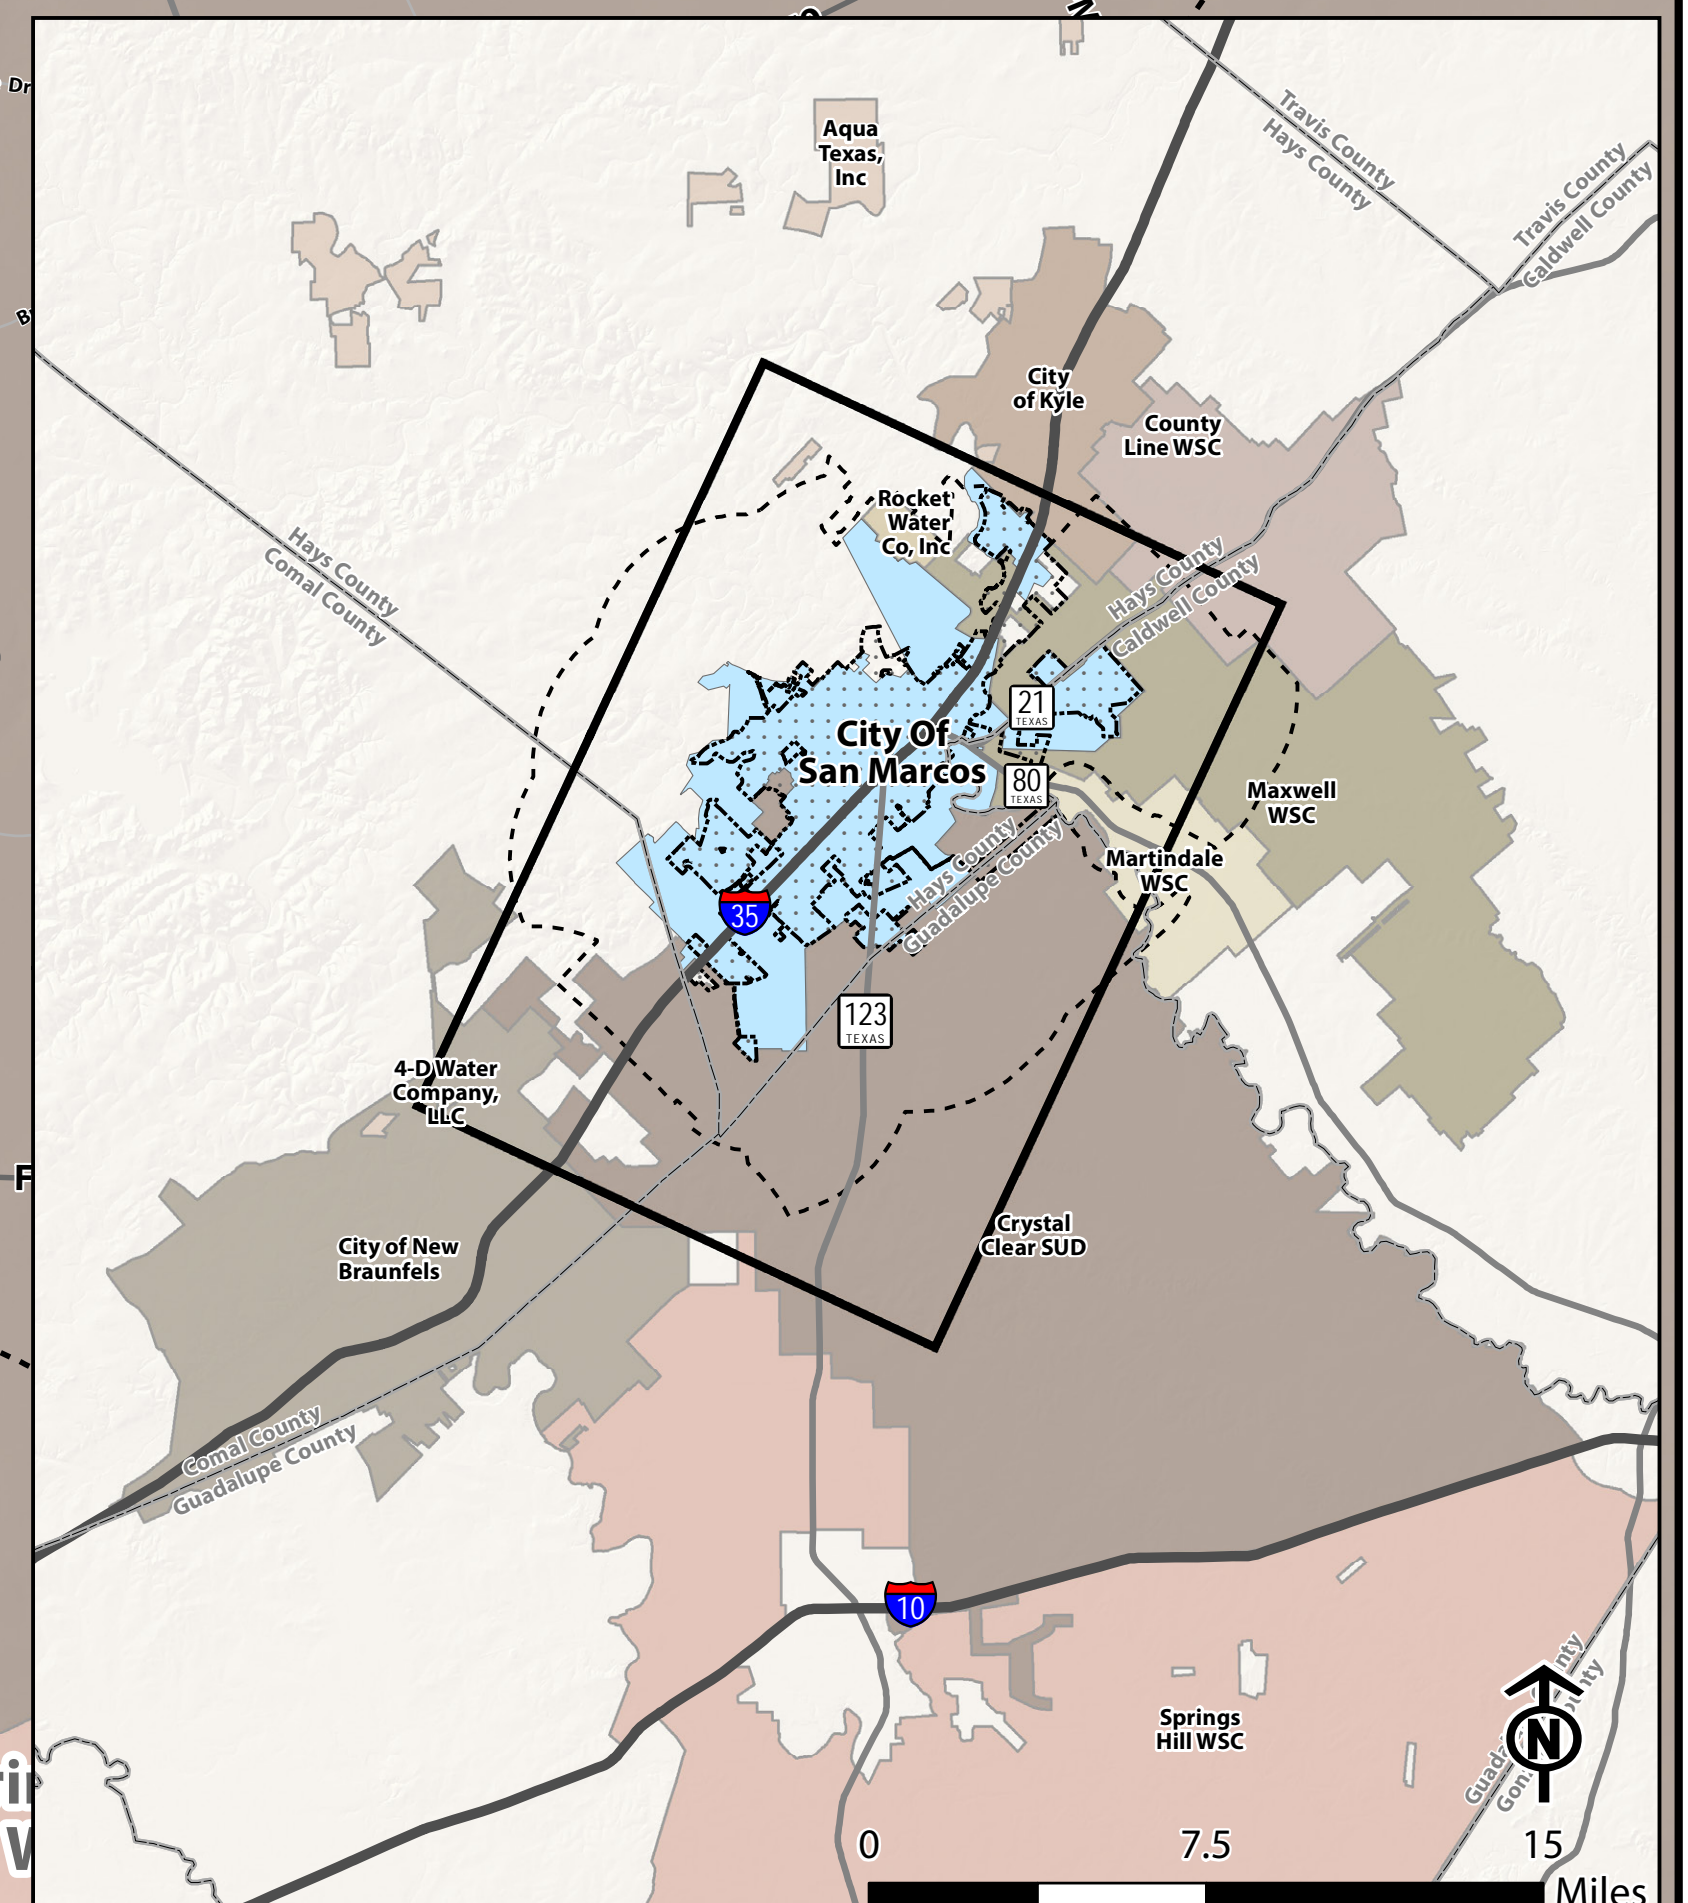 Dr
Travis County
Hays County
Travis County
Caldwell County
Aqua
Texas,
Inc
City
of Kyle
County
Line WSC
Rocket
Water
Co, Inc
Hays County
Comal County
Hays County
Caldwell County
21
TEXAS
City Of
San Marcos
80
TEXAS
Maxwell
WSC
Martindale
WSC
Hays County
Guadalupe County
35
123
TEXAS
4-D Water
Company,
LLC
F
Crystal
Clear SUD
City of New
Braunfels
Comal County
Guadalupe County
10
Springs
Hill WSC
N
0
7.5
15
Miles